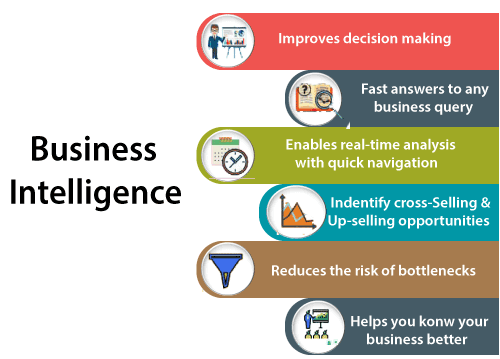 Business
Intelligence
Improves decision making
Fast answers to any
business query
Enables real-time analysis
with quick navigation
Indentify cross-Selling &
Up-selling opportunities
Reduces the risk of bottlenecks
Helps you konw your
business better